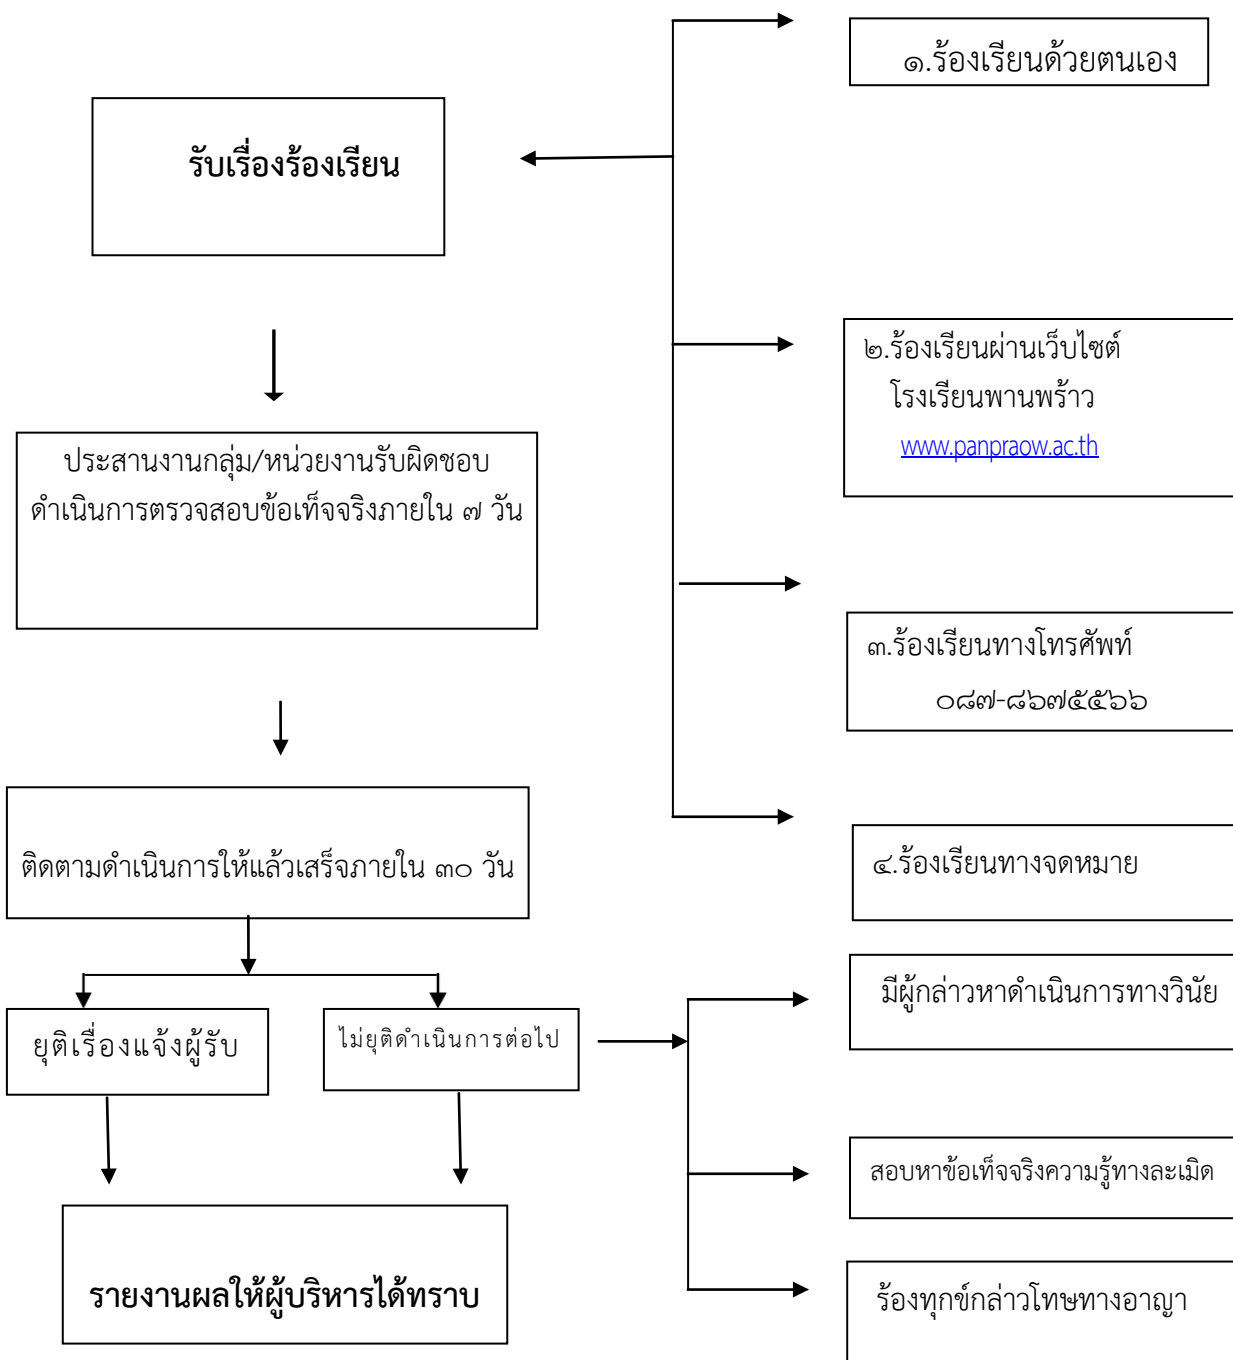 ๑.ร้องเรียนด้วยตนเอง
รับเรื่องร้องเรียน
๒.ร้องเรียนผ่านเว็บไซต์
โรงเรียนพานพร้าว
www.panpraow.ac.th
ประสานงานกลุ่ม/หน่วยงานรับผิดชอบ
ดำเนินการตรวจสอบข้อเท็จจริงภายใน ๗ วัน
๓.ร้องเรียนทางโทรศัพท์
๐๘๗-๘๖๗๕๕๖๖
ติดตามดำเนินการให้แล้วเสร็จภายใน ๓๐ วัน
๔.ร้องเรียนทางจดหมาย
ยุติเรื่องแจ้งผู้รับ
ไม่ยุติดำเนินการต่อไป
มีผู้กล่าวหาดำเนินการทางวินัย
สอบหาข้อเท็จจริงความรู้ทางละเมิด
ร้องทุกข์กล่าวโทษทางอาญา
รายงานผลให้ผู้บริหารได้ทราบ